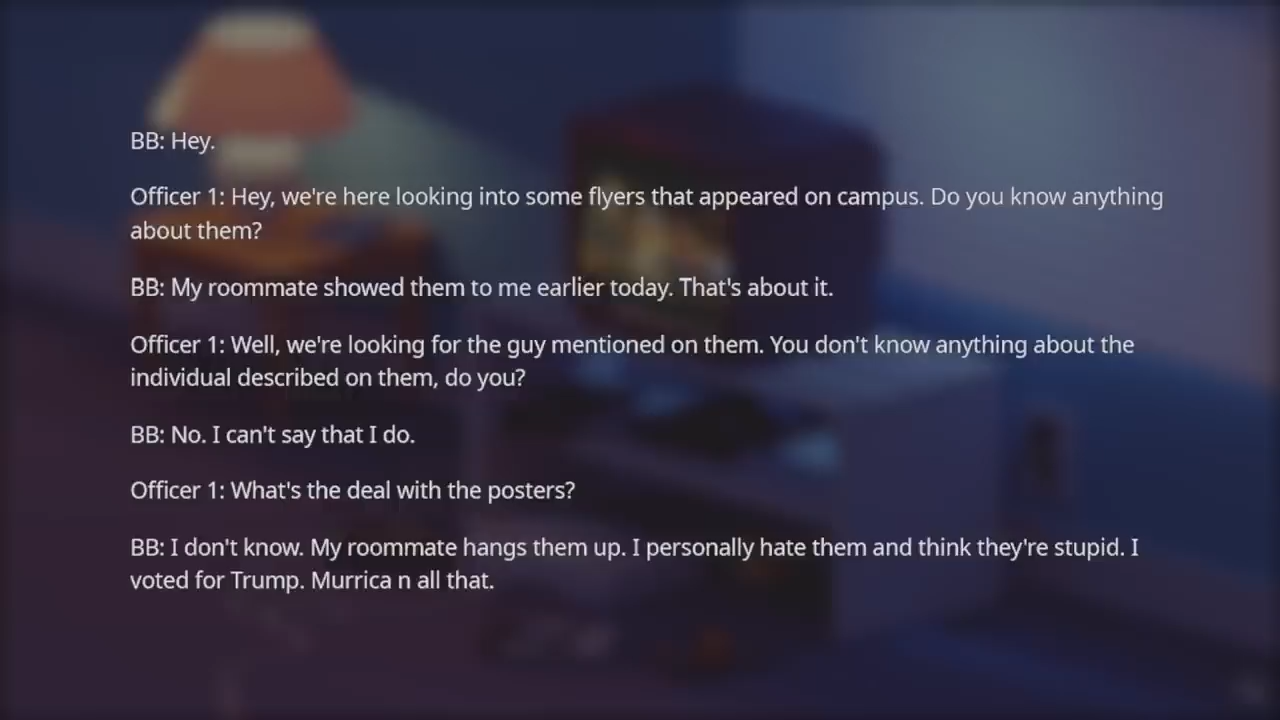 BB: Hey.
Officer 1: Hey, we're here looking into some flyers that appeared on campus. Do you know anything
about them?
BB: My roommate showed them to me earlier today. That's about it.
Officer 1: Well, we're looking for the guy mentioned on them. You don't know anything about the
individual described on them, do you?
BB: No. I can't say that I do.
Officer 1: What's the deal with the posters?
BB: I don't know. My roommate hangs them up. I personally hate them and think they're stupid. I
voted for Trump. Murrica n all that.